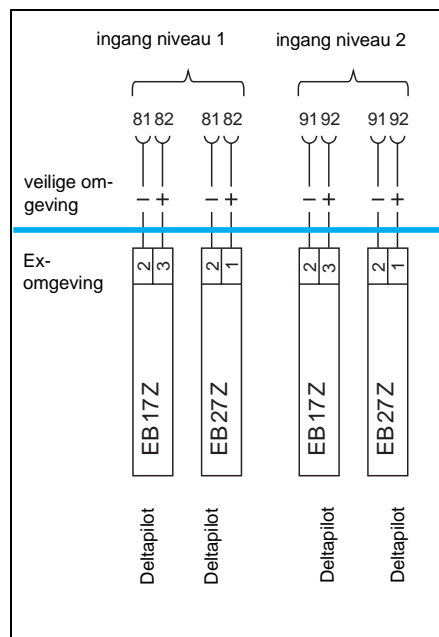 ingang niveau 1 ingang niveau 2
81 82 81 82 91 92 91 92
veilige om-
geving
– + – + – + – +
Ex-
omgeving
2 3 2 1 2 3 2 1
EB17Z EB27Z EB17Z EB27Z
Deltapilot Deltapilot Deltapilot Deltapilot